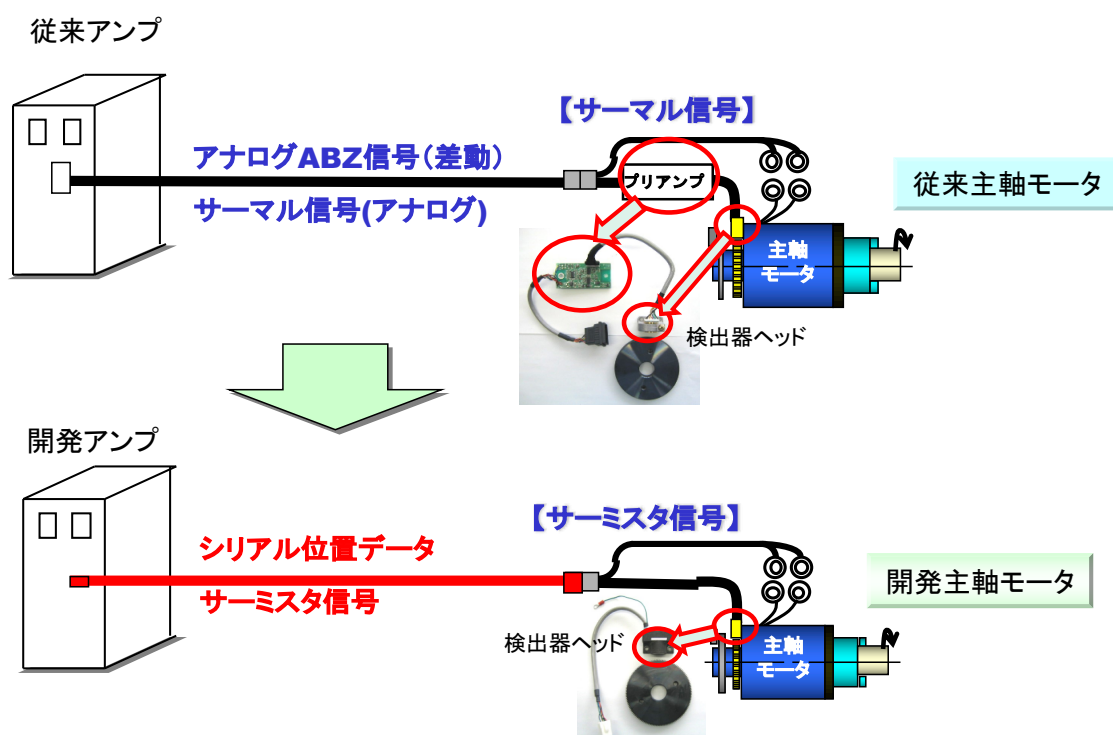 従来アンプ
【サーマル信号】
アナログABZ信号(差動)
プリアンプ
サーマル信号(アナログ)
従来主軸モータ
主軸
モータ
検出器ヘッド
開発アンプ
【サーミスタ信号】
シリアル位置データ
サーミスタ信号
開発主軸モータ
検出器ヘッド
主軸
モータ